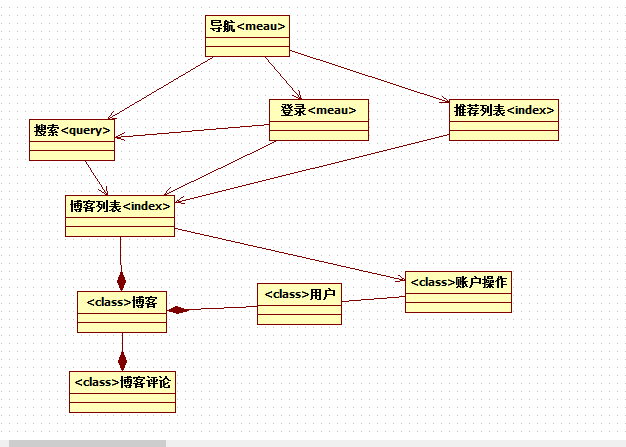 导航<meau>
登录<meau>
推荐列表<index>
搜索<query>
博客列表<index>
<class>账户操作
<class>用户
<class>博客
<class>博客评论